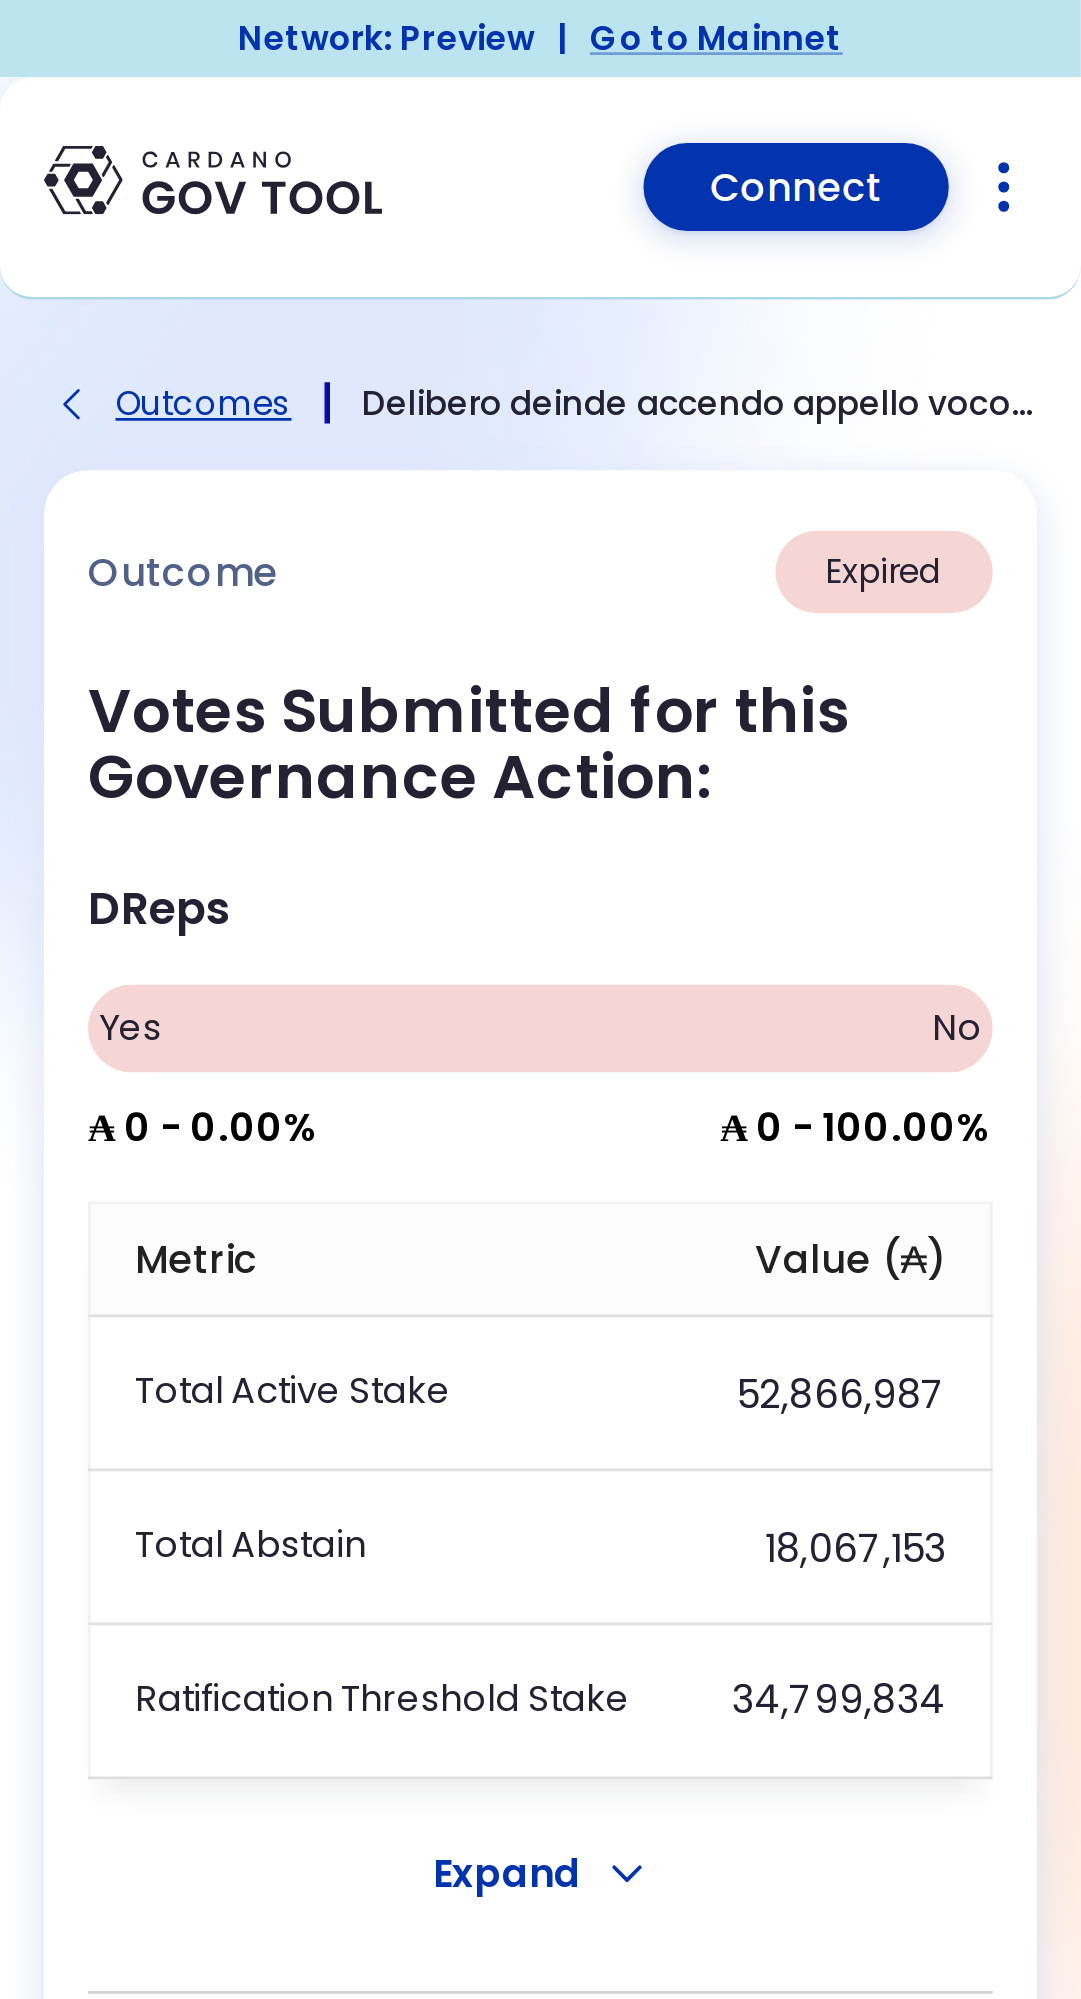 Network: Preview | Go to Mainnet
CARDANO
GOV TOOL
Connect
Outcomes | Delibero deinde accendo appello voco...
Outcome
Expired
Votes Submitted for this
Governance Action:
DReps
Yes No
₳ 0 - 0.00% ₳ 0 - 100.00%
Metric Value (₳)
Total Active Stake 52,866,987
Total Abstain 18,067,153
Ratification Threshold Stake 34,799,834
Expand